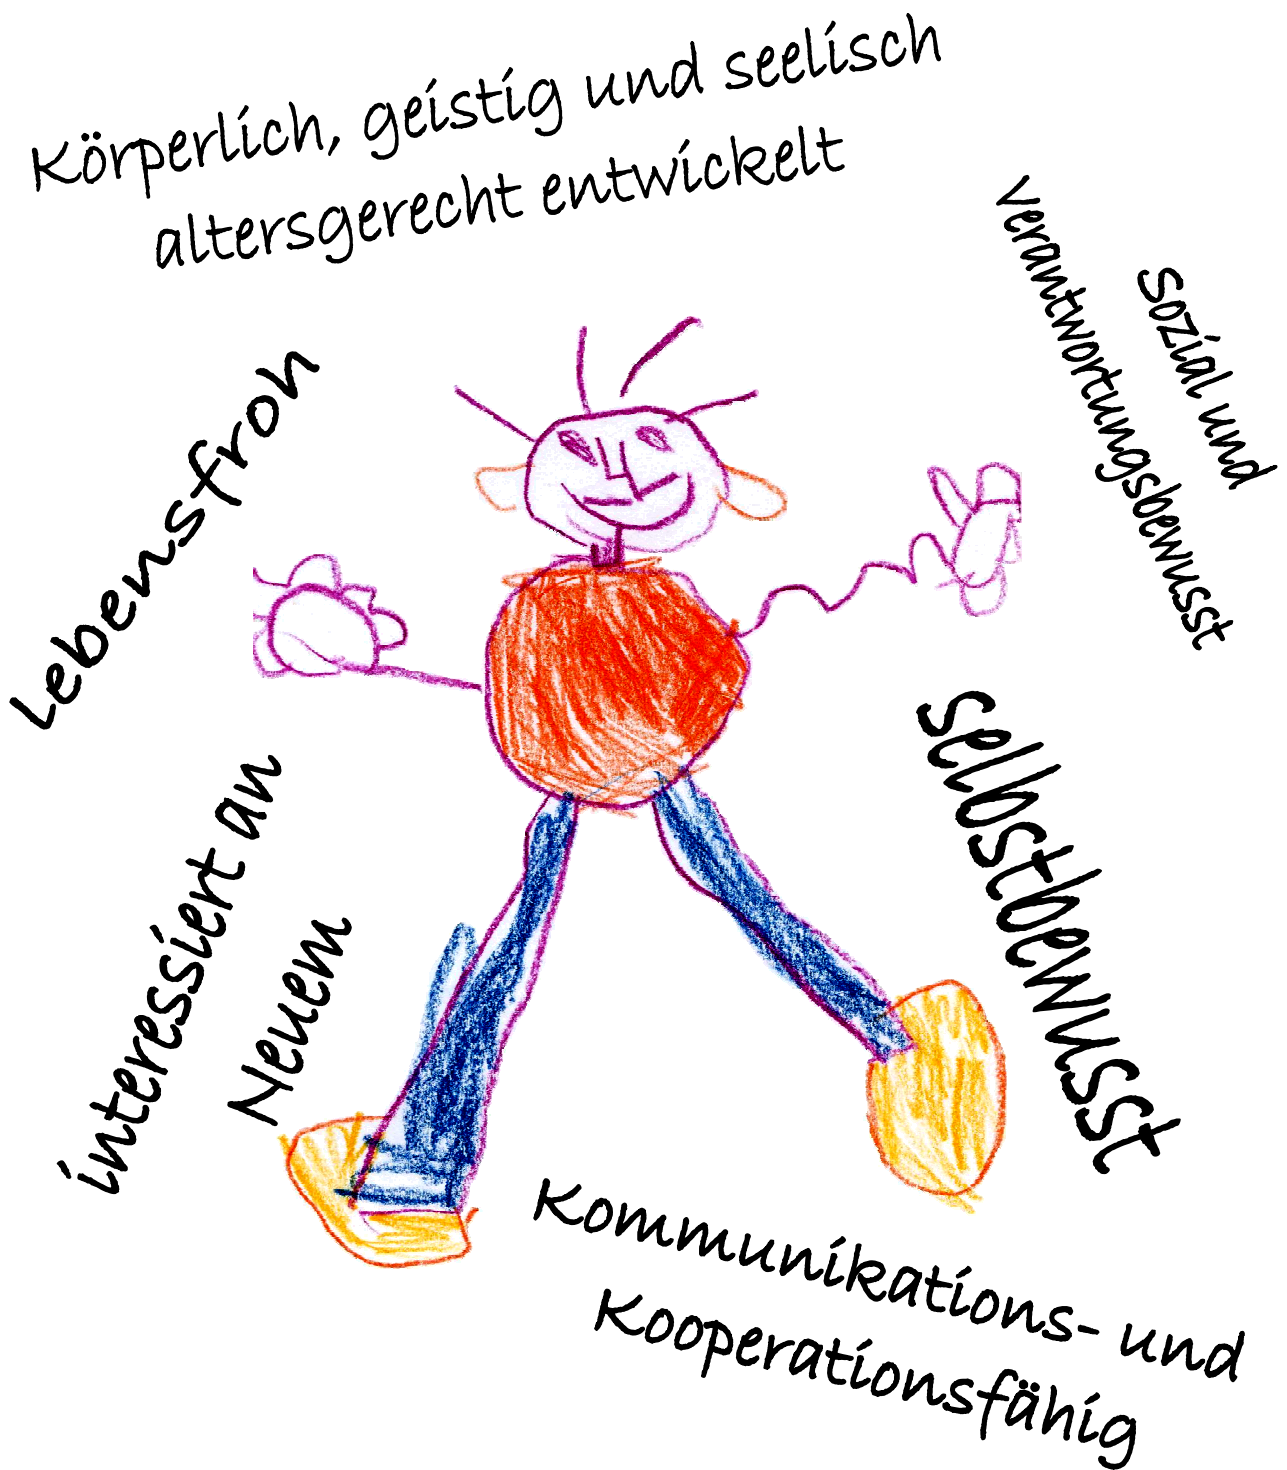 Körperlich, geistig und seelisch
altersgerecht entwickelt
Sozial und
verantwortungsbewusst
Lebensfroh
selbstbewusst
interessiert an
Neuem
Kommunikations- und
Kooperationsfähig